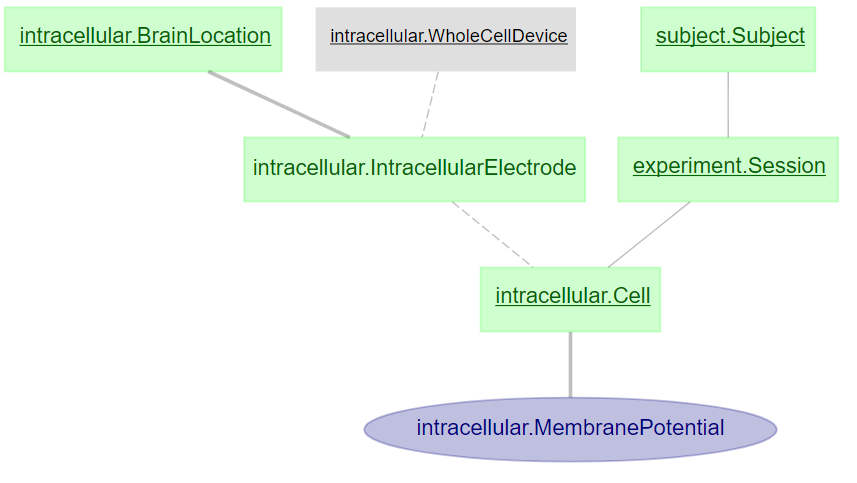 intracellular.BrainLocation
intracellular.WholeCellDevice
subject.Subject
intracellular.IntracellularElectrode
experiment.Session
intracellular.Cell
intracellular.MembranePotential